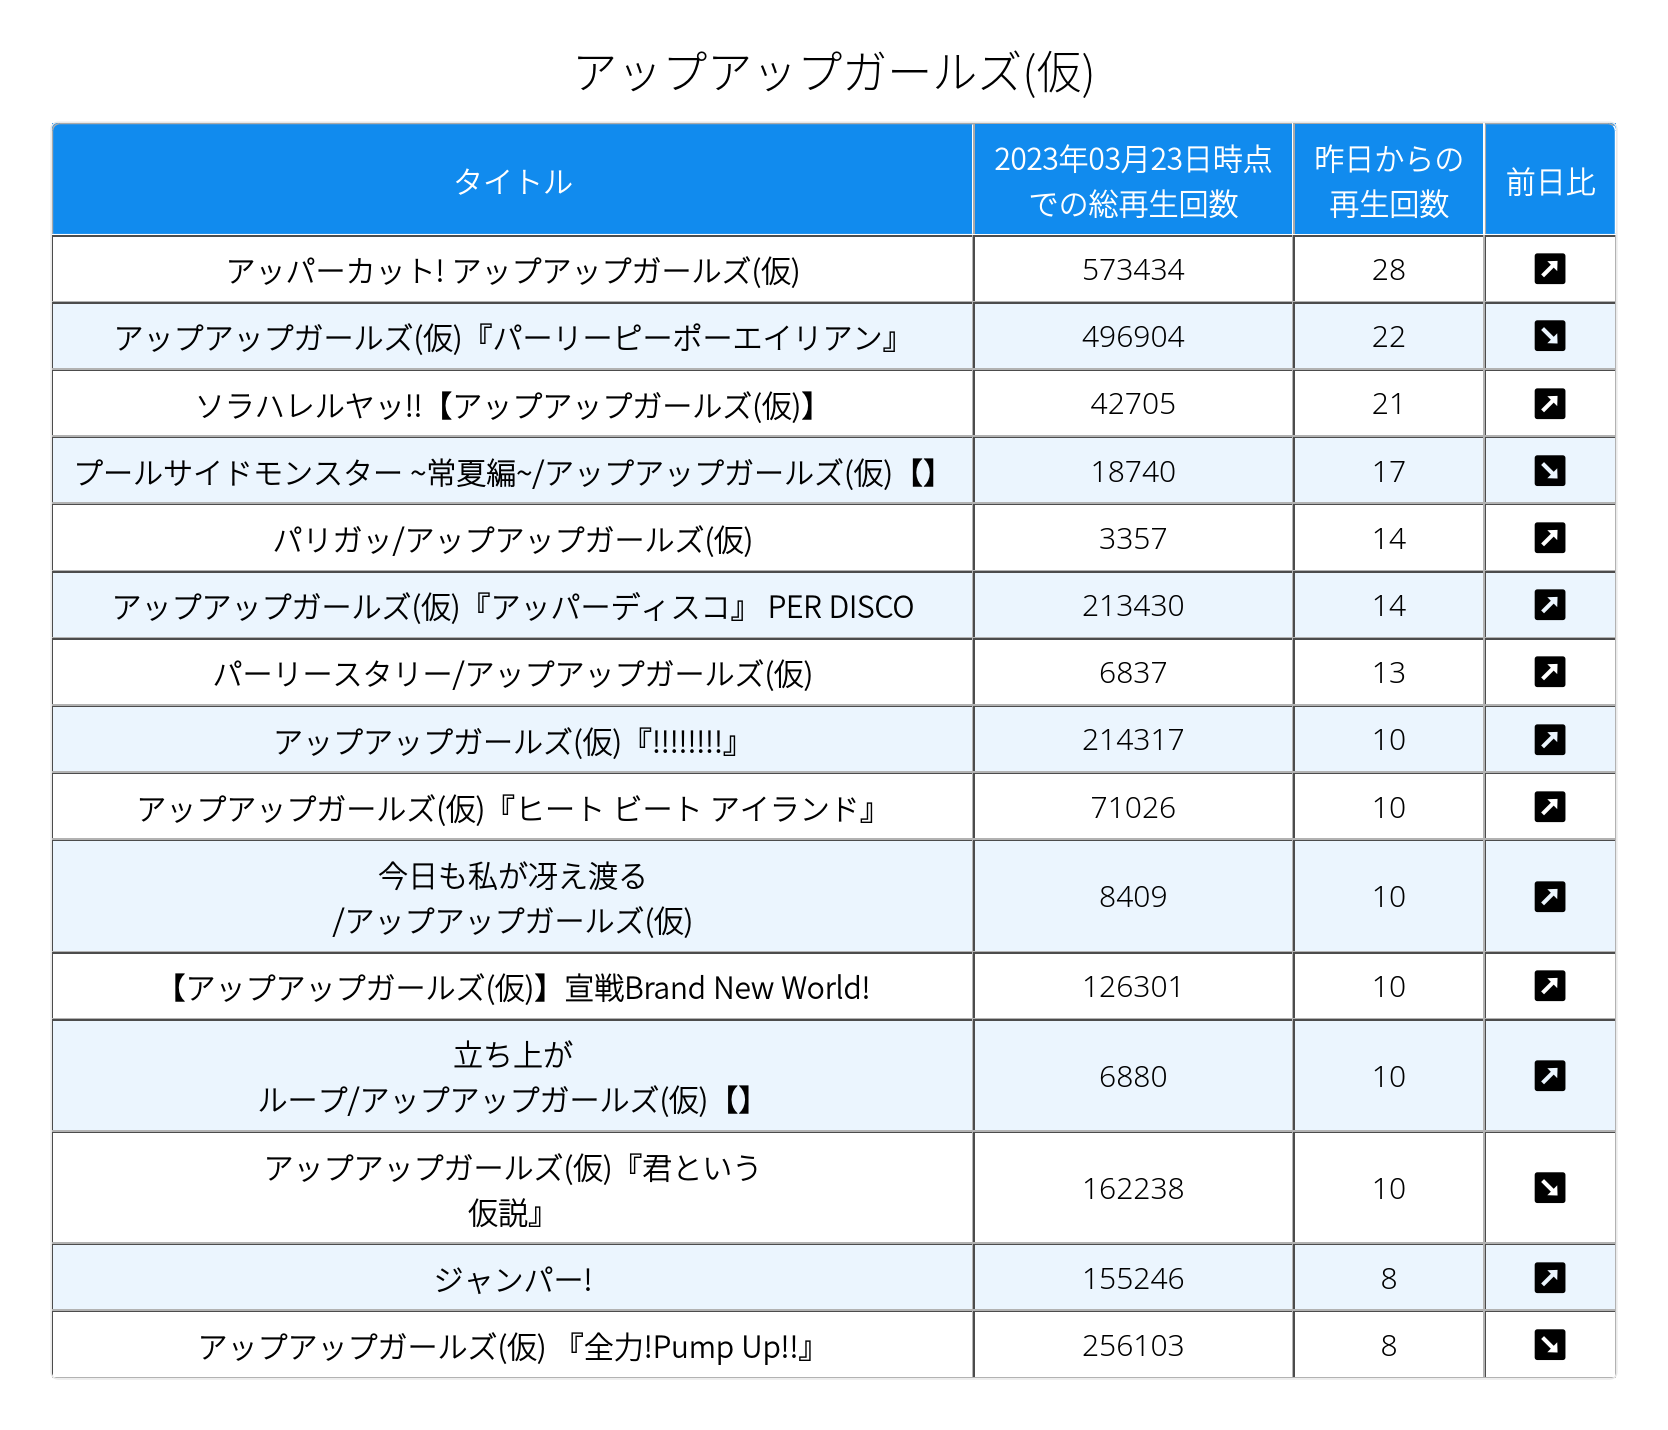 アップアップガールズ(仮)
タイトル 2023年03月23日時点 での総再生回数 昨日からの 再生回数 前日比
アッパーカット! アップアップガールズ(仮) 573434 28 ↗
アップアップガールズ(仮)『パーリーピーポーエイリアン』 496904 22 ↘
ソラハレルヤッ!!【アップアップガールズ(仮)】 42705 21 ↗
プールサイドモンスター ~常夏編~/アップアップガールズ(仮)【】 18740 17 ↘
パリガッ/アップアップガールズ(仮) 3357 14 ↗
アップアップガールズ(仮)『アッパーディスコ』 PER DISCO 213430 14 ↗
パーリースタリー/アップアップガールズ(仮) 6837 13 ↗
アップアップガールズ(仮)『!!!!!!!!』 214317 10 ↗
アップアップガールズ(仮)『ヒート ビート アイランド』 71026 10 ↗
今日も私が冴え渡る
/アップアップガールズ(仮) 8409 10 ↗
【アップアップガールズ(仮)】宣戦Brand New World! 126301 10 ↗
立ち上が
ループ/アップアップガールズ(仮)【】 6880 10 ↗
アップアップガールズ(仮)『君という
仮説』 162238 10 ↘
ジャンパー! 155246 8 ↗
アップアップガールズ(仮) 『全力!Pump Up!!』 256103 8 ↘